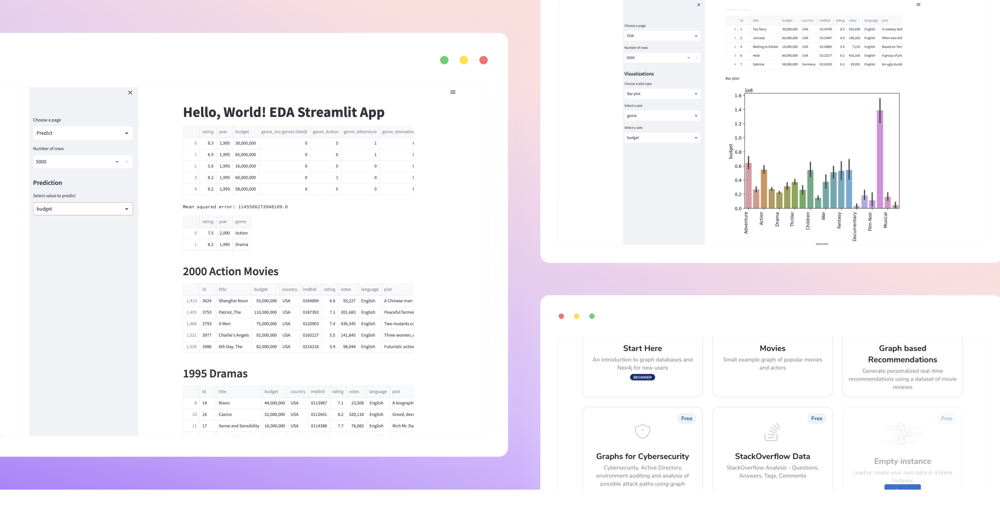 Choose a page
Predict
Number of rows
5000
Prediction
Select value to predict
budget
Hello, World! EDA Streamlit App
rating year budget genre_(no genres listed) genre_Action genre_Adventure genre_Animation
0 8.3 1,995 30,000,000 0 0 1
1 6.9 1,995 65,000,000 0 0 1
2 5.6 1,995 16,000,000 0 0 0
3 8.2 1,995 60,000,000 0 1 0
4 6.2 1,995 58,000,000 0 0 0
Mean squared error: 1145506273948109.0
rating year genre
0 7.5 2,000 Action
1 8.2 1,995 Drama
2000 Action Movies
id title budget country imdbId rating votes language plot
1,410 3624 Shanghai Noon 55,000,000 USA 0184894 6.6 93,227 English A Chinese man
1,455 3753 Patriot, The 110,000,000 USA 0187393 7.1 201,683 English Peaceful farmer
1,466 3793 X-Men 75,000,000 USA 0120903 7.4 430,345 English Two mutants co
1,521 3977 Charlie's Angels 92,000,000 USA 0160127 5.5 141,845 English Three women,
1,526 3986 6th Day, The 82,000,000 USA 0216216 5.9 98,044 English Futuristic action
1995 Dramas
id title budget country imdbId rating votes language plot
8 14 Nixon 44,000,000 USA 0113987 7.1 23,508 English A biographi
10 16 Casino 52,000,000 USA 0112641 8.2 320,118 English Greed, dece
11 17 Sense and Sensibility 16,000,000 USA 0114388 7.7 76,082 English Rich Mr. Da
Choose a page
EDA
Number of rows
5000
Visualizations
Choose a plot type
Bar plot
Select x-axis
genre
Select y-axis
budget
id title budget country imdbId rating votes language plot
0 1 Toy Story 30,000,000 USA 0114709 8.3 591,836 English A cowboy doll
1 2 Jumanji 65,000,000 USA 0113497 6.9 198,355 English When two kid
2 4 Waiting to Exhale 16,000,000 USA 0114885 5.6 7,210 English Based on Terr
3 6 Heat 60,000,000 USA 0113277 8.2 416,316 English A group of pro
4 7 Sabrina 58,000,000 Germany 0114319 6.2 29,091 English An ugly duckli
Bar plot:
1e8
1.6
1.4
1.2
1.0
0.8
0.6
0.4
0.2
0.0
budget
Adventure Action Drama Thriller Children War Fantasy Documentary Film-Noir Musical
genre
Start Here
An introduction to graph databases and
Neo4j for new users
BEGINNER
Movies
Small example graph of popular movies
and actors
Graph based
Recommendations
Generate personalized real-time
recommendations using a dataset of movie
reviews
Free
Graphs for Cybersecurity
Cybersecurity, Active Directory
environment auditing and analysis of
possible attack paths using graph
Free
StackOverflow Data
StackOverflow Analysis - Questions,
Answers, Tags, Comments
Free
Empty instance
Load or create your own data in a blank
instance